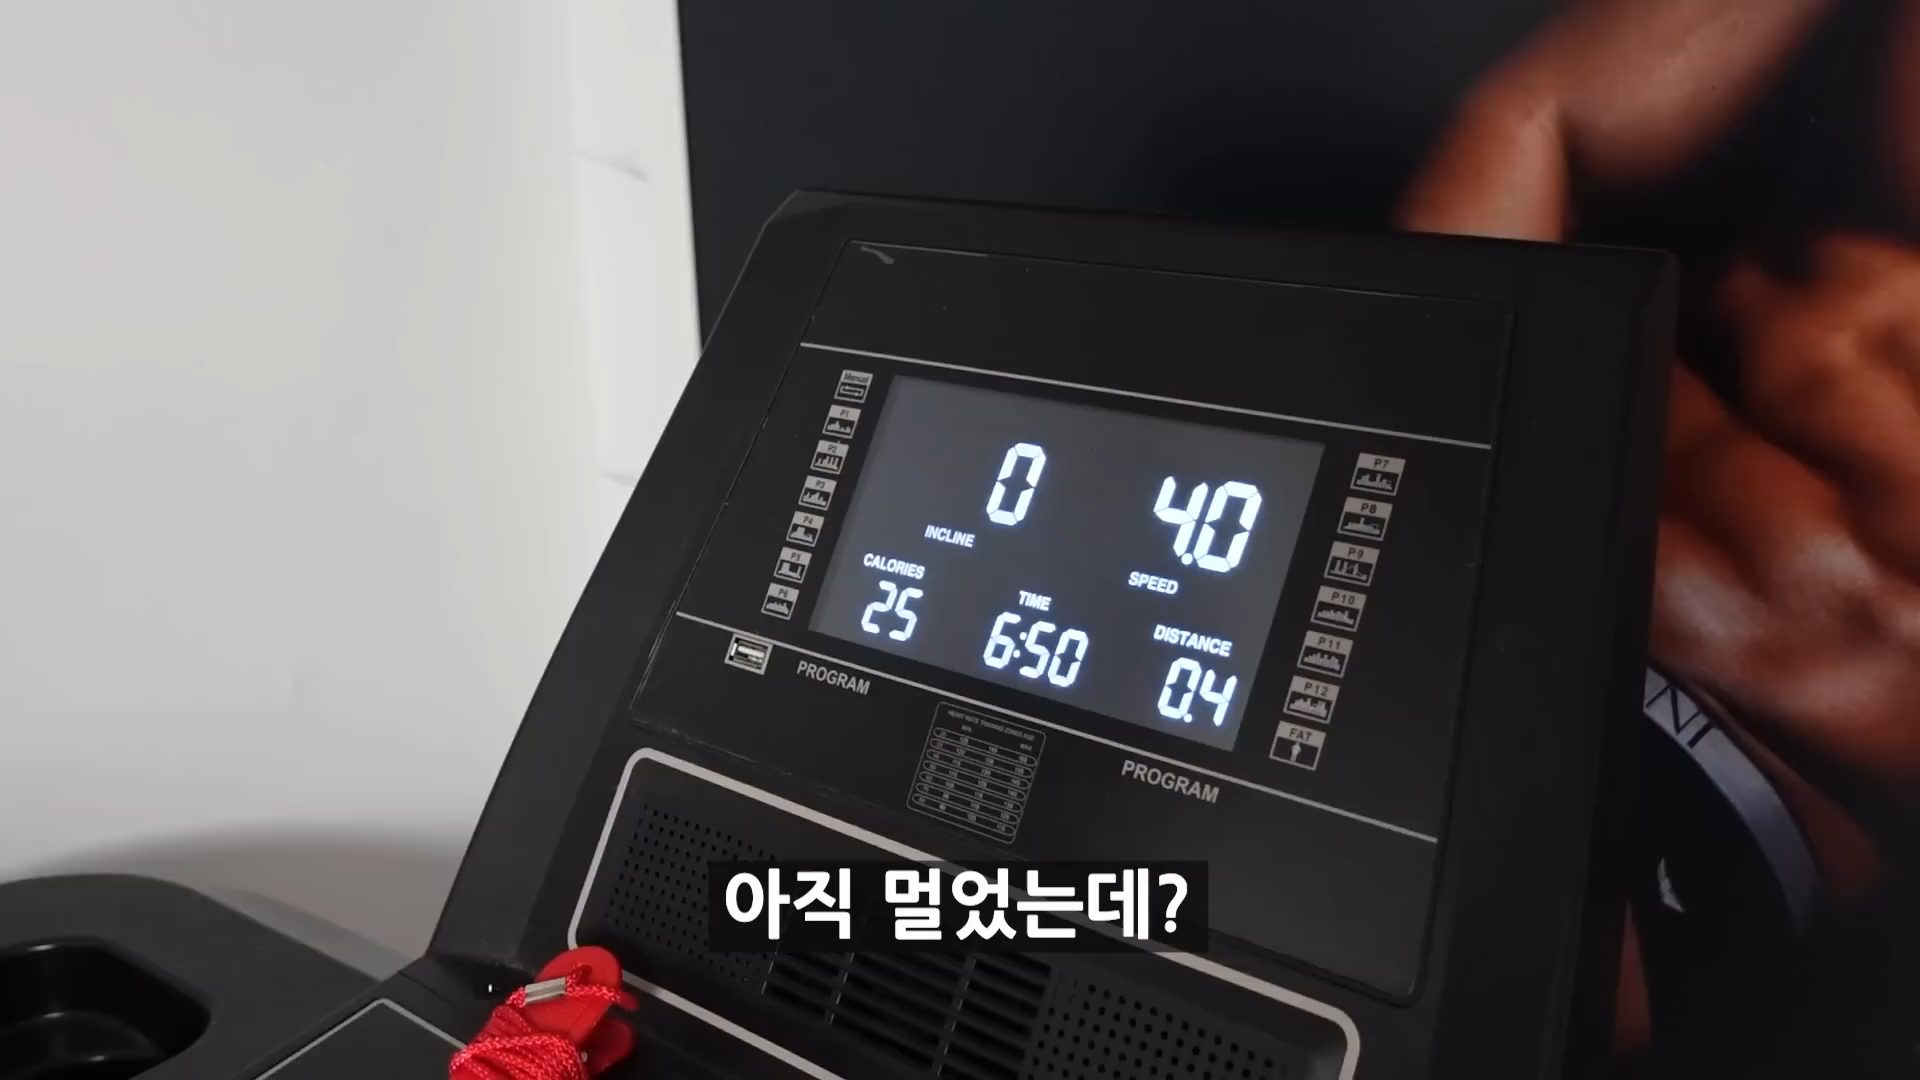 Manual
P1
P2
P3
P4
P5
P6
0
INCLINE
4.0
SPEED
CALORIES
25
TIME
6:50
DISTANCE
0.4
P7
P8
P9
P10
P11
P12
FAT
PROGRAM
PROGRAM
아직 멀었는데?